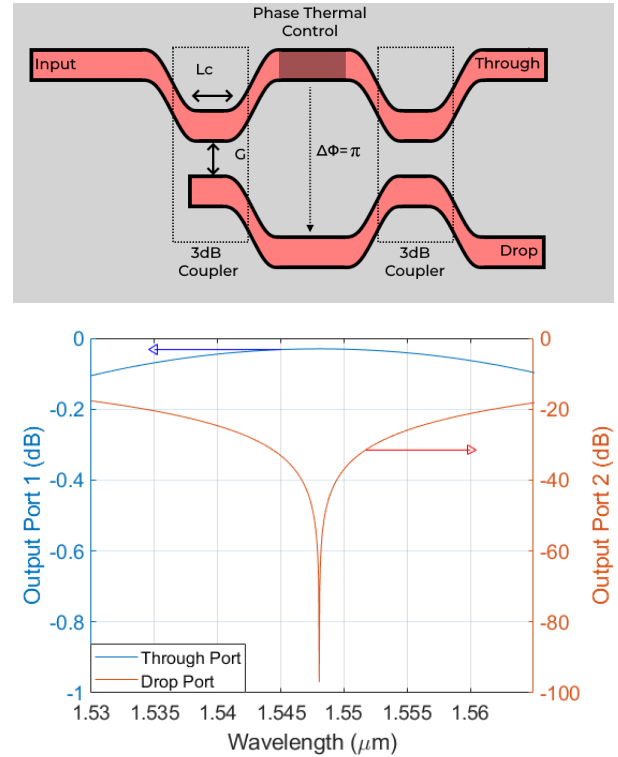 Phase Thermal
Control
Input
Lc
Through
G
ΔΦ=π
3dB
Coupler
3dB
Coupler
Drop
0
-0.2
-0.4
-0.6
-0.8
-1
Output Port 1 (dB)
0
-20
-40
-60
-80
-100
Output Port 2 (dB)
Through Port
Drop Port
1.53
1.535
1.54
1.545
1.55
1.555
1.56
Wavelength (μm)